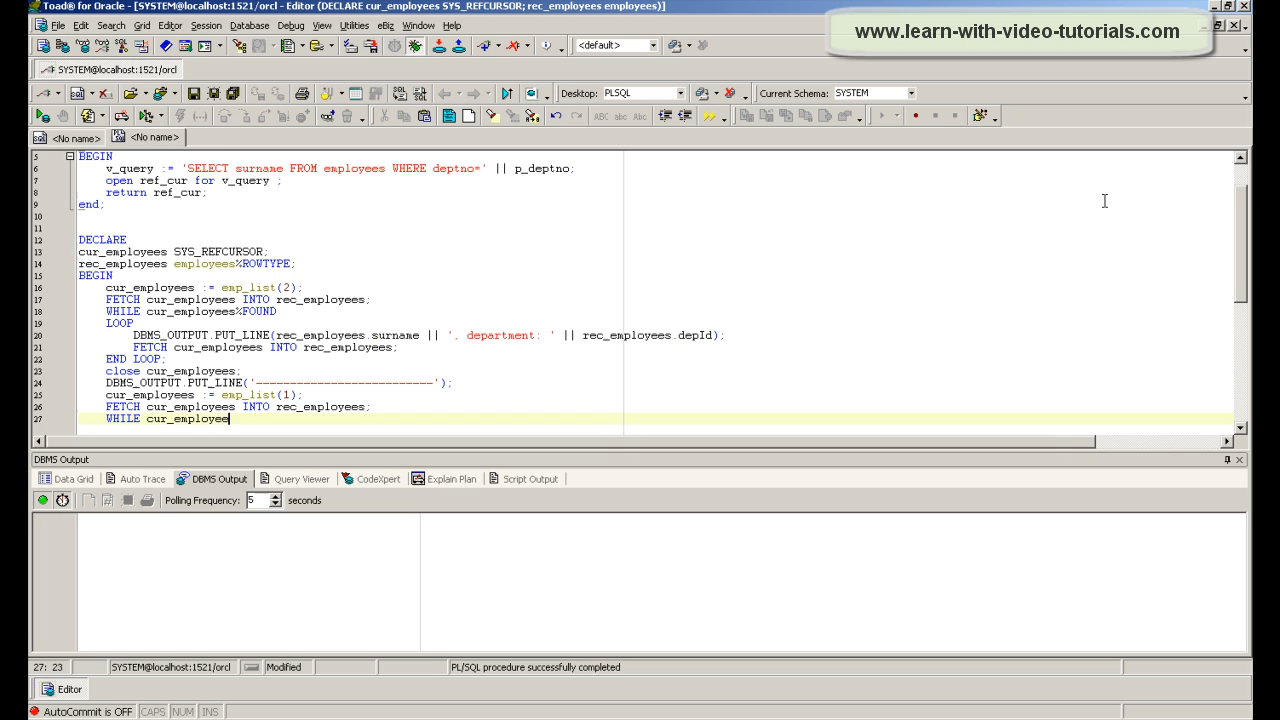 Toad® for Oracle - [SYSTEM@localhost:1521/orcl - Editor (DECLARE cur_employees SYS_REFCURSOR; rec_employees employees)]
www.learn-with-video-tutorials.com
File Edit Search Grid Editor Session Database Debug View Utilities eBiz Window Help
<default>
SYSTEM@localhost:1521/orcl
Desktop: PLSQL Current Schema: SYSTEM
<No name> <No name>
5 BEGIN
6 v_query := 'SELECT surname FROM employees WHERE deptno=' || p_deptno;
7 open ref_cur for v_query ;
8 return ref_cur;
9 end;
10
11
12 DECLARE
13 cur_employees SYS_REFCURSOR;
14 rec_employees employees%ROWTYPE;
15 BEGIN
16 cur_employees := emp_list(2);
17 FETCH cur_employees INTO rec_employees;
18 WHILE cur_employees%FOUND
19 LOOP
20 DBMS_OUTPUT.PUT_LINE(rec_employees.surname || ', department: ' || rec_employees.depId);
21 FETCH cur_employees INTO rec_employees;
22 END LOOP;
23 close cur_employees;
24 DBMS_OUTPUT.PUT_LINE('--------------------------');
25 cur_employees := emp_list(1);
26 FETCH cur_employees INTO rec_employees;
27 WHILE cur_employee
DBMS Output
Data Grid Auto Trace DBMS Output Query Viewer CodeXpert Explain Plan Script Output
Polling Frequency: 5 seconds
27: 23 SYSTEM@localhost:1521/orcl Modified PL/SQL procedure successfully completed
Editor
AutoCommit is OFF CAPS NUM INS